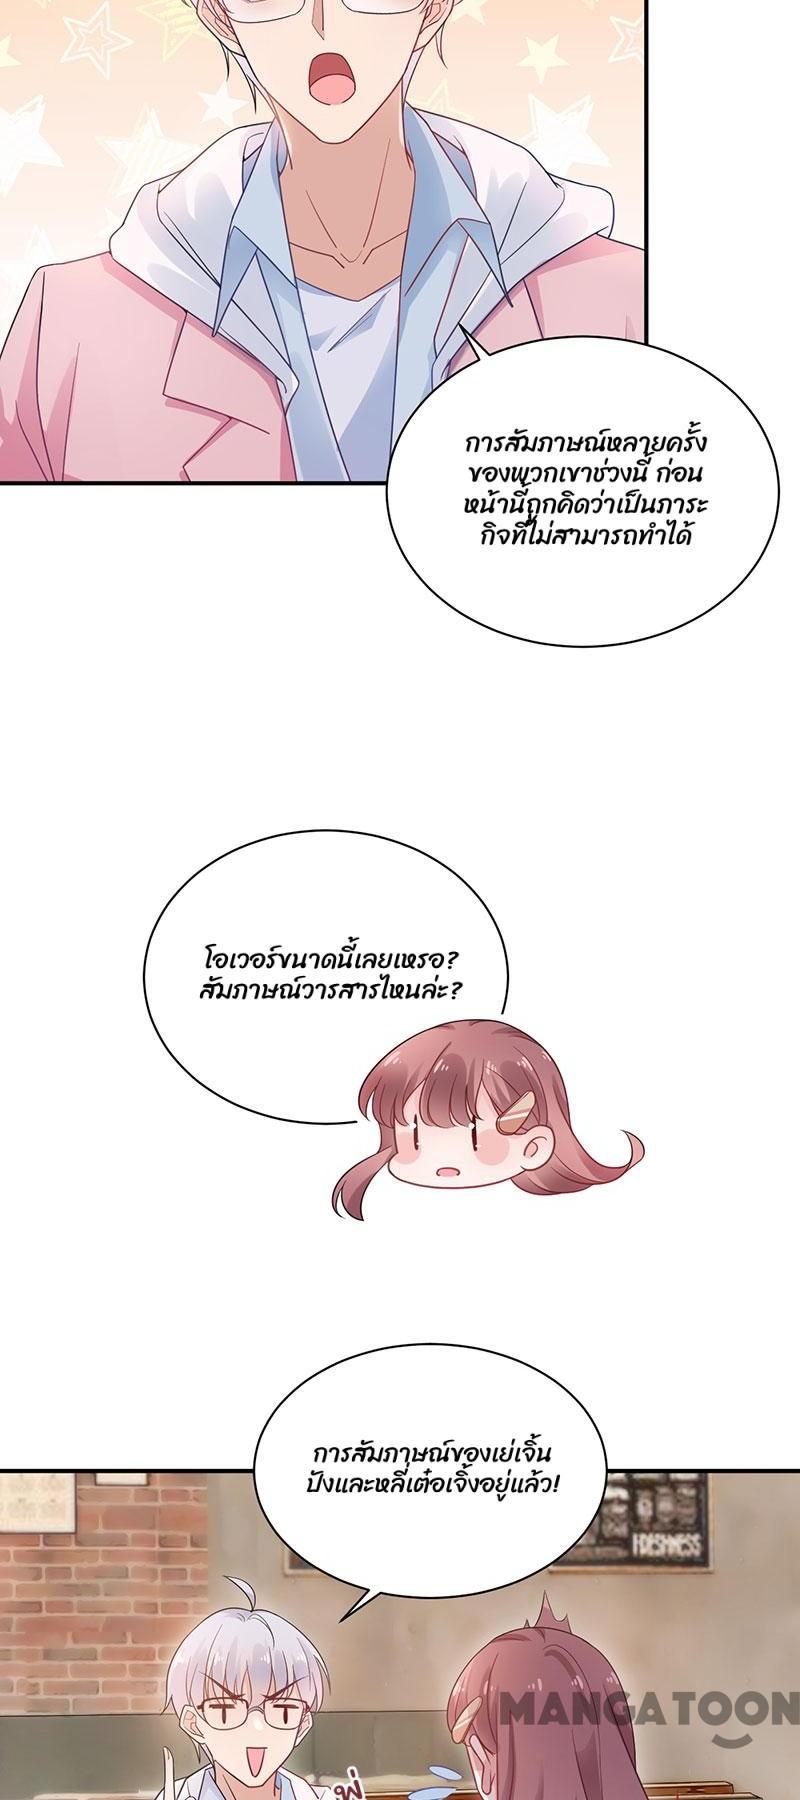 การสัมภาษณ์หลายครั้ง
ของพวกเขาช่วงนี้ ก่อน
หน้านี้ถูกคิดว่าเป็นภาระ
กิจที่ไม่สามารถทำได้
โอเวอร์ขนาดนี้เลยเหรอ?
สัมภาษณ์วารสารไหนล่ะ?
การสัมภาษณ์ของเย่เจิ้น
ปังและหลี่เต๋อเจิ้งอยู่แล้ว!
FRESHNESS
MANGATOON
พู่